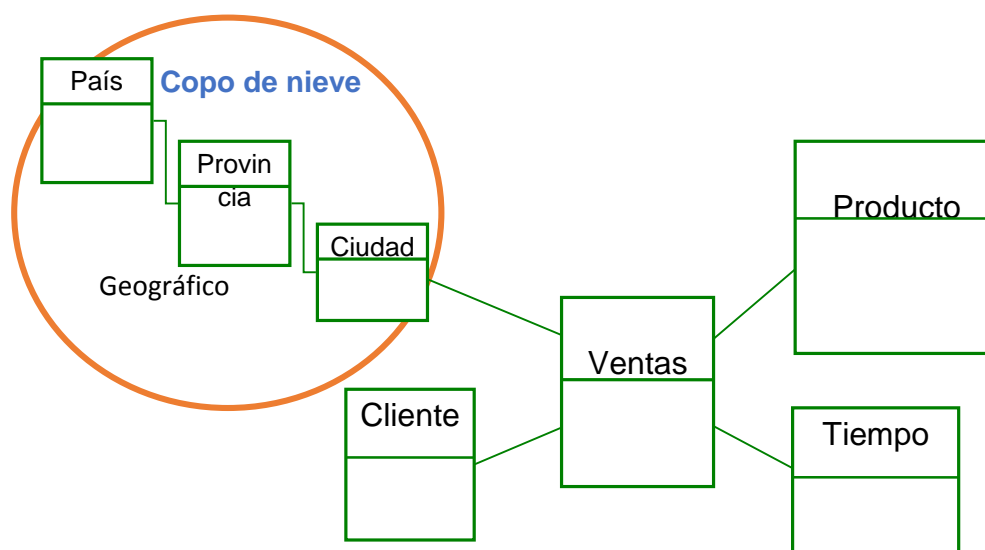 País
Copo de nieve
Provin
cia
Ciudad
Geográfico
Producto
Ventas
Cliente
Tiempo